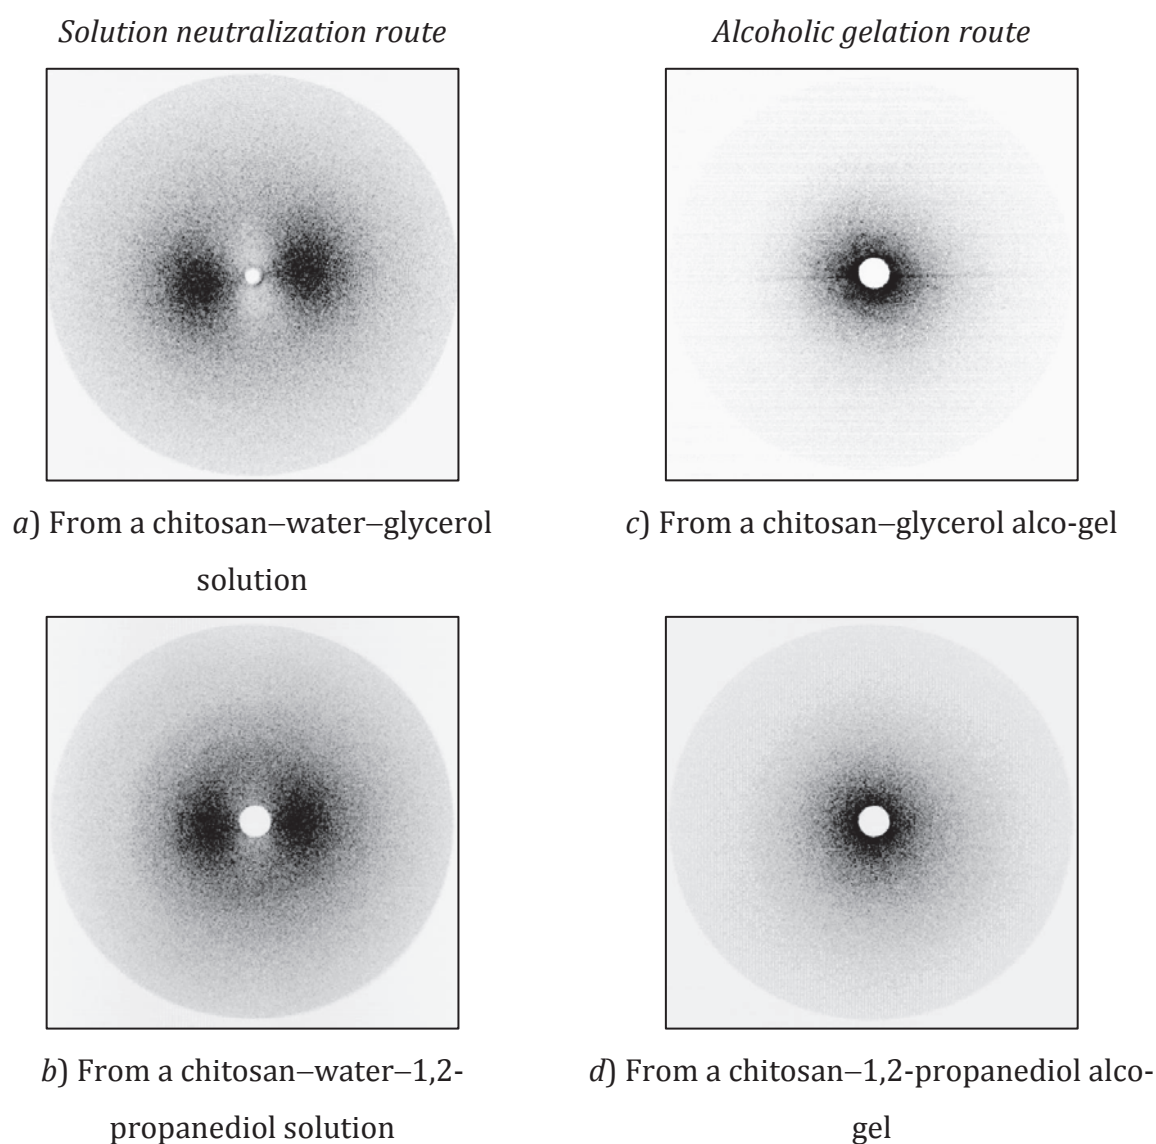 Solution neutralization route
Alcoholic gelation route
a) From a chitosan–water–glycerol
solution
c) From a chitosan–glycerol alco-gel
b) From a chitosan–water–1,2-
propanediol solution
d) From a chitosan–1,2-propanediol alco-
gel